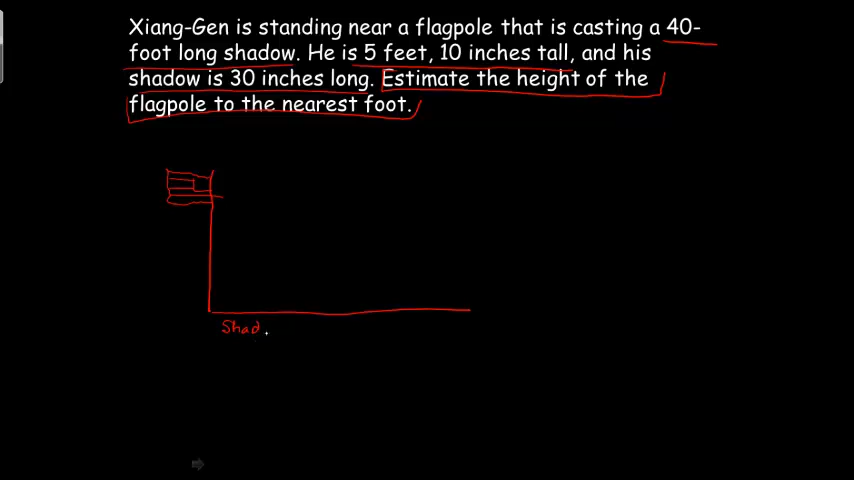 Xiang-Gen is standing near a flagpole that is casting a 40-
foot long shadow. He is 5 feet, 10 inches tall, and his
shadow is 30 inches long. Estimate the height of the
flagpole to the nearest foot.
Shad